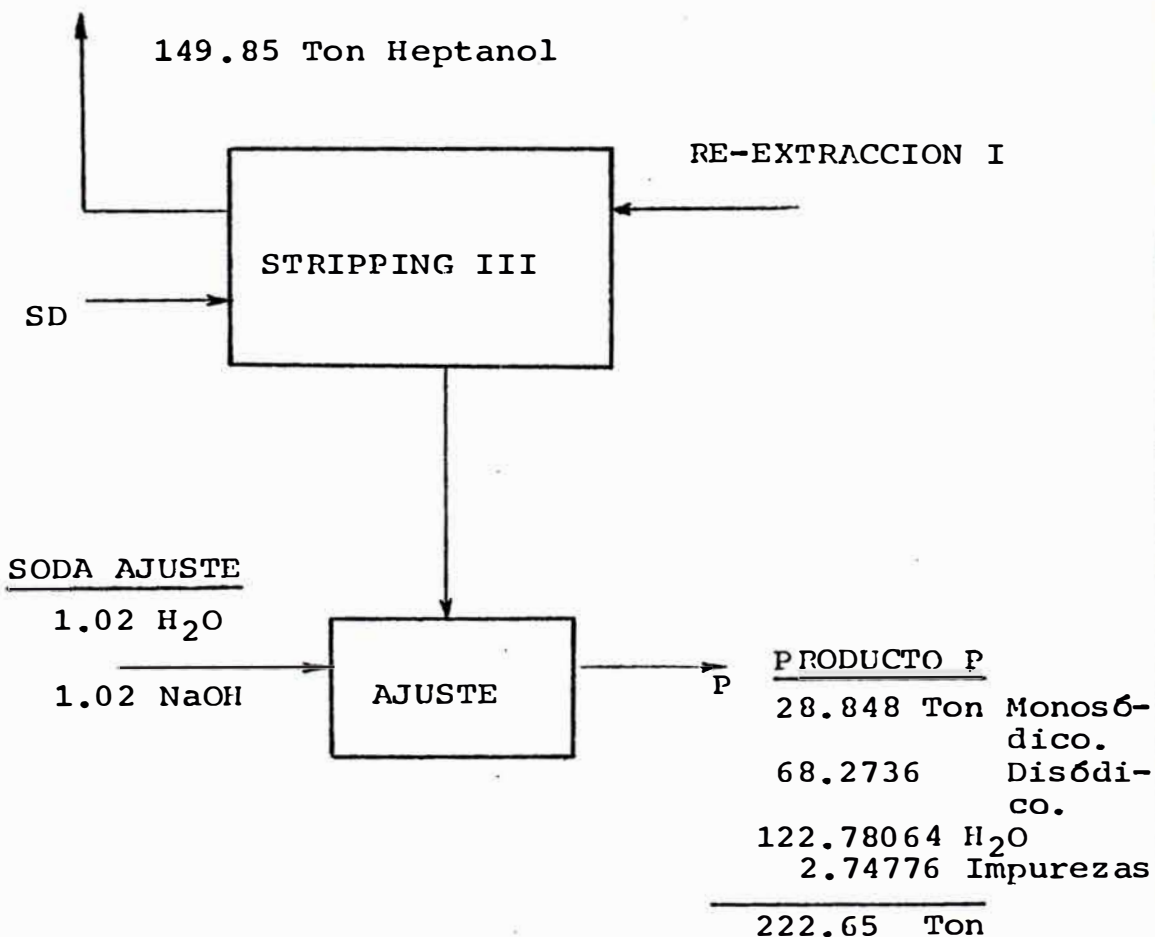 149.85 Ton Heptanol
RE-EXTRACCION I
STRIPPING III
SD
SODA AJUSTE
1.02 H₂O
1.02 NaOH
AJUSTE
P
PRODUCTO P
28.848 Ton Monosó-
dico.
68.2736 Disódi-
co.
122.78064 H₂O
2.74776 Impurezas
222.65 Ton